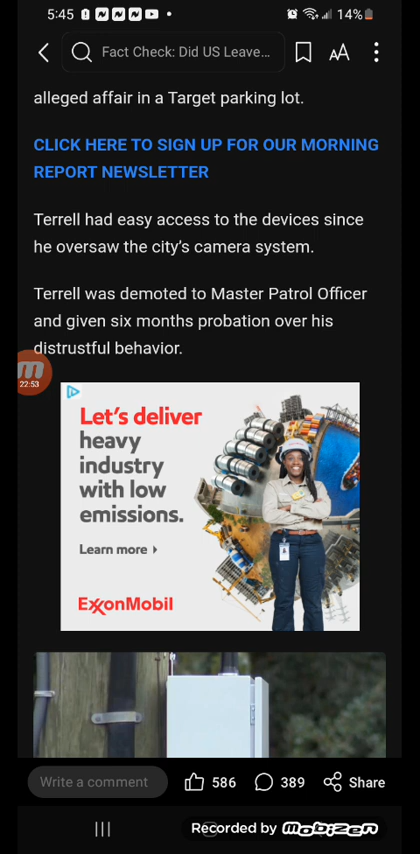 5:45
14%
Fact Check: Did US Leave...
AA
alleged affair in a Target parking lot.
CLICK HERE TO SIGN UP FOR OUR MORNING
REPORT NEWSLETTER
Terrell had easy access to the devices since
he oversaw the city’s camera system.
Terrell was demoted to Master Patrol Officer
and given six months probation over his
distrustful behavior.
22:53
Let’s deliver
heavy
industry
with low
emissions.
Learn more
ExxonMobil
Write a comment
586
389
Share
Recorded by mobizen